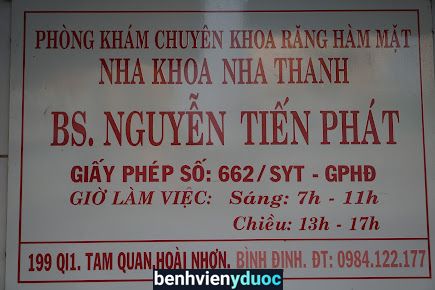 PHÒNG KHÁM CHUYÊN KHOA RĂNG HÀM MẶT
NHA KHOA NHA THANH
BS. NGUYỄN TIẾN PHÁT
GIẤY PHÉP SỐ: 662/SYT - GPHĐ
GIỜ LÀM VIỆC: Sáng: 7h - 11h
Chiều: 13h - 17h
199 Ql1. TAM QUAN,HOÀI NHƠN. BÌNH ĐỊNH. ĐT: 0984.122.177
benhvienyduoc